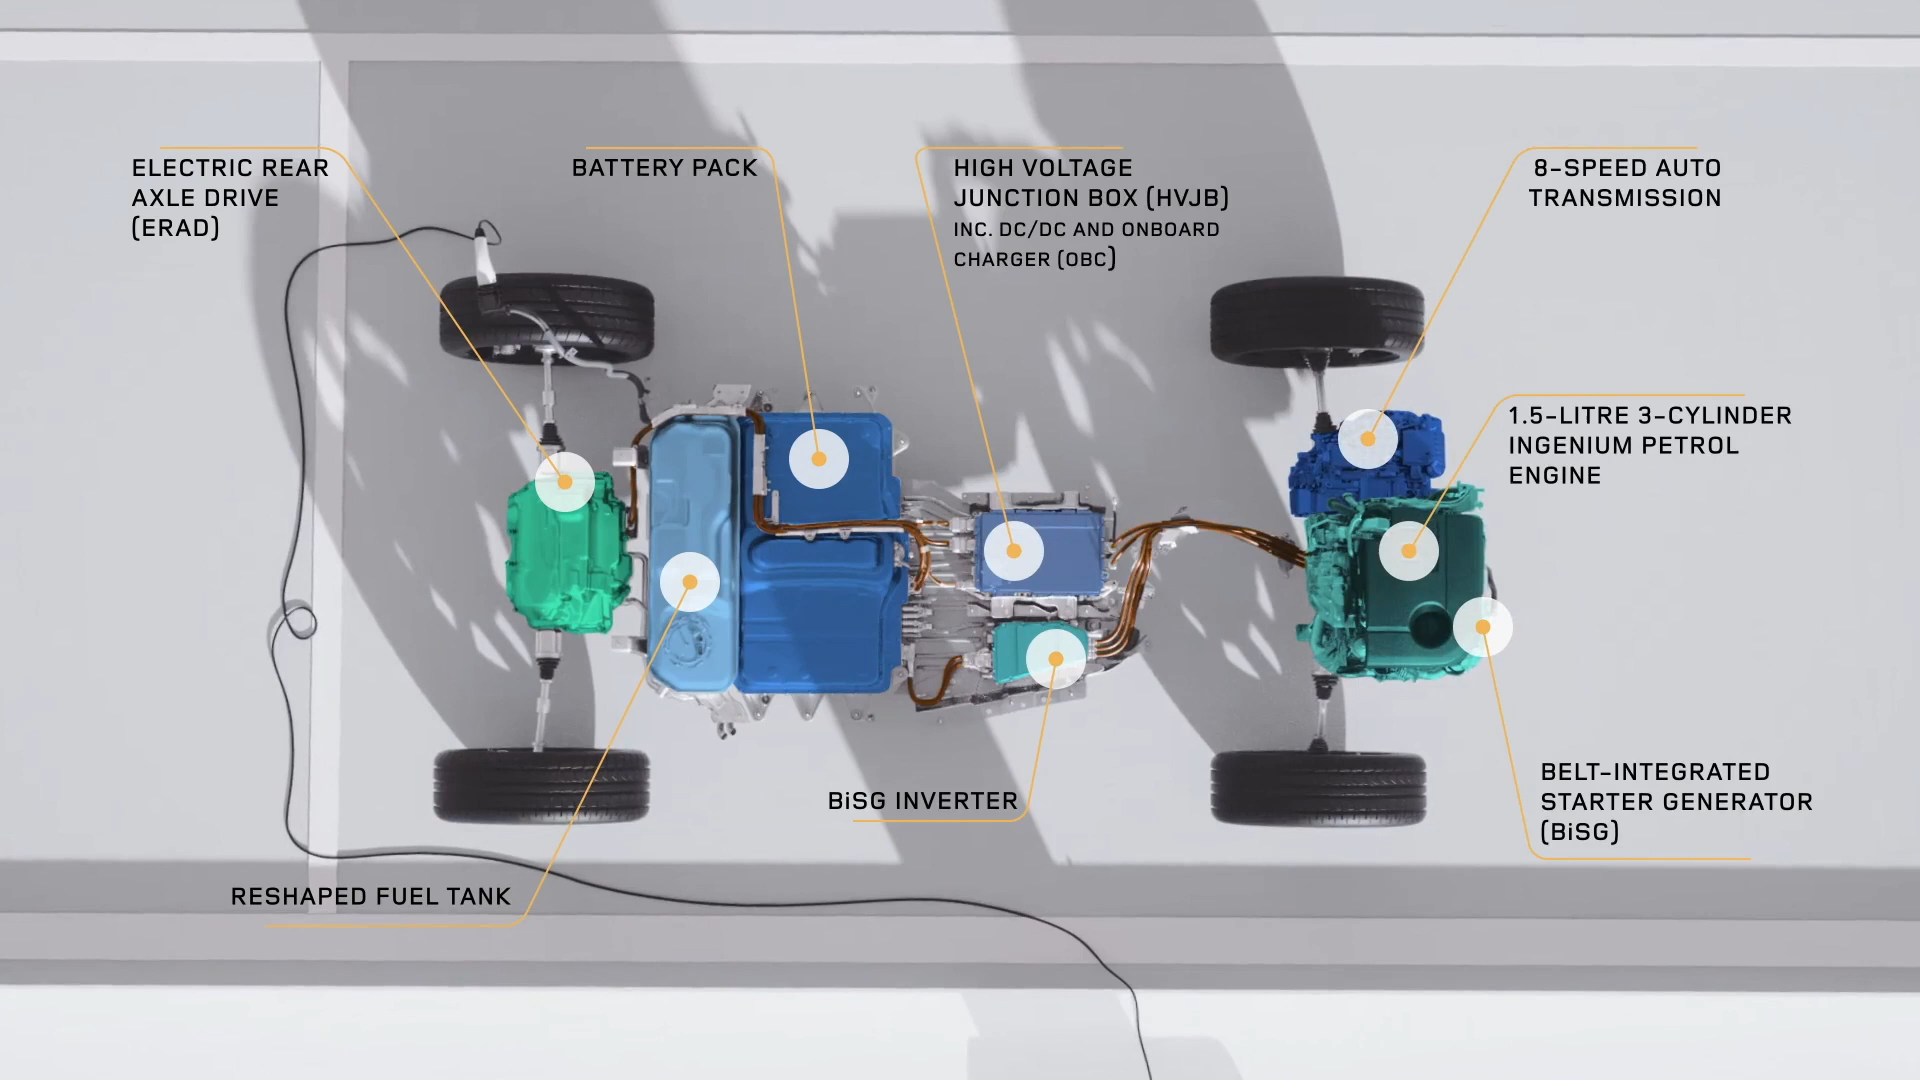 ELECTRIC REAR
AXLE DRIVE
(ERAD)
BATTERY PACK
HIGH VOLTAGE
JUNCTION BOX (HVJB)
INC. DC/DC AND ONBOARD
CHARGER (OBC)
8-SPEED AUTO
TRANSMISSION
1.5-LITRE 3-CYLINDER
INGENIUM PETROL
ENGINE
BELT-INTEGRATED
STARTER GENERATOR
(BiSG)
BiSG INVERTER
RESHAPED FUEL TANK